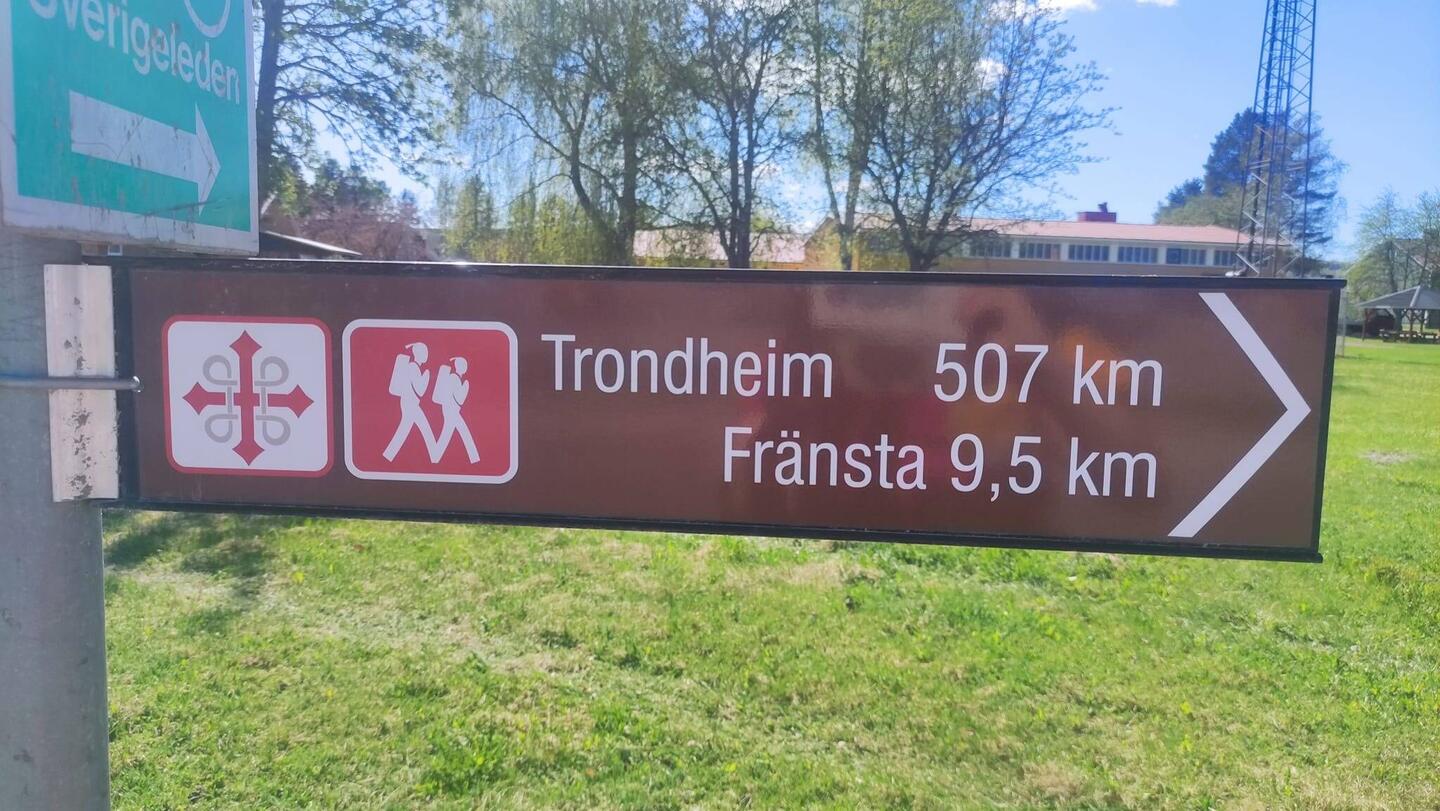 Sverigeleden
Trondheim 507 km
Fränsta 9,5 km